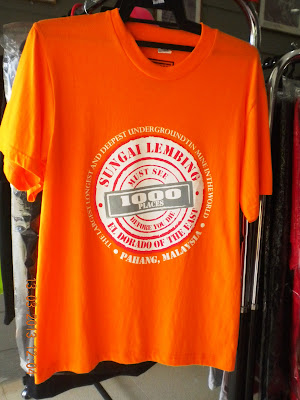 THE LARGEST LONGEST AND DEEPEST UNDERGROUND TIN MINE IN THE WORLD
SUNGAI LEMBING
MUST SEE
1000
PLACES
BEFORE YOU DIE
EL DORADO OF THE EAST
• PAHANG, MALAYSIA •